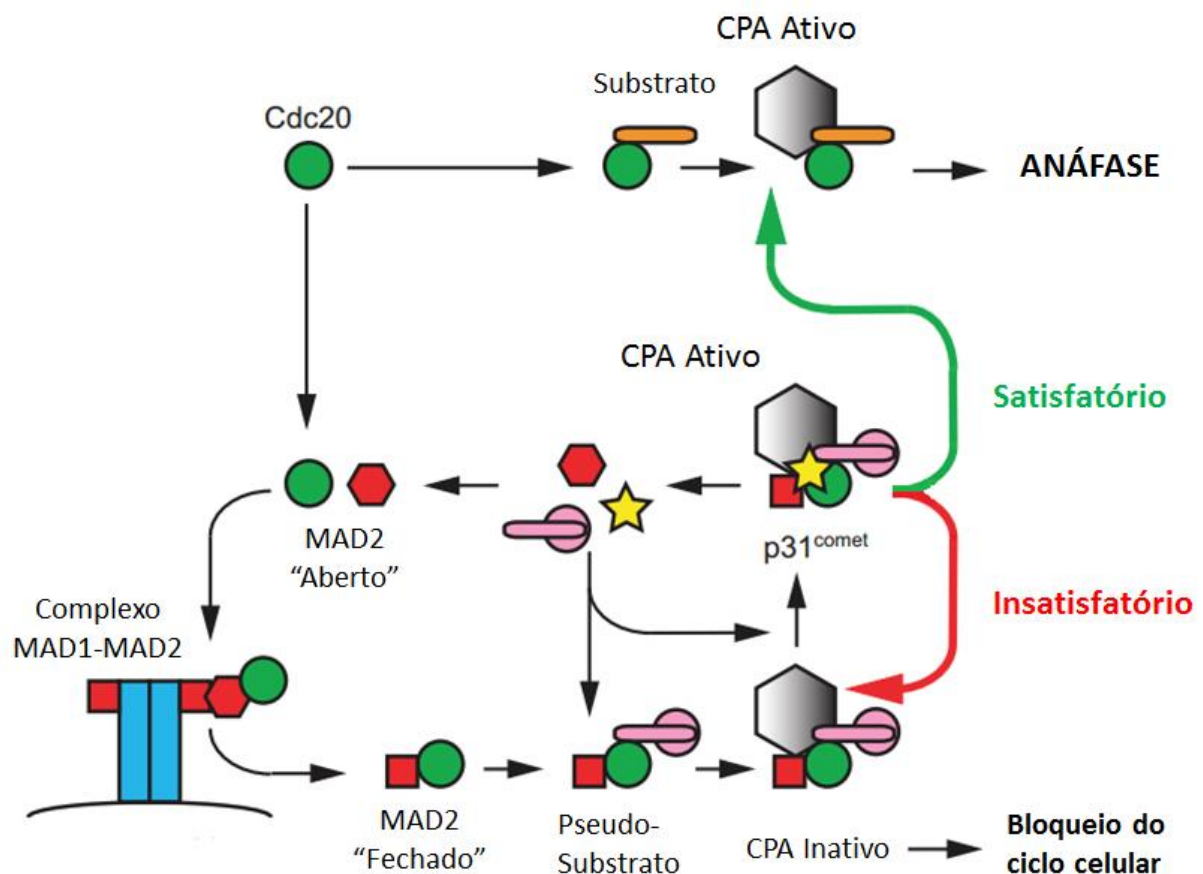 CPA Ativo
Substrato
Cdc20
ANÁFASE
CPA Ativo
Satisfatório
MAD2
“Aberto”
p31comet
Complexo
MAD1-MAD2
Insatisfatório
MAD2
“Fechado”
Pseudo-
Substrato
CPA Inativo
Bloqueio do
ciclo celular